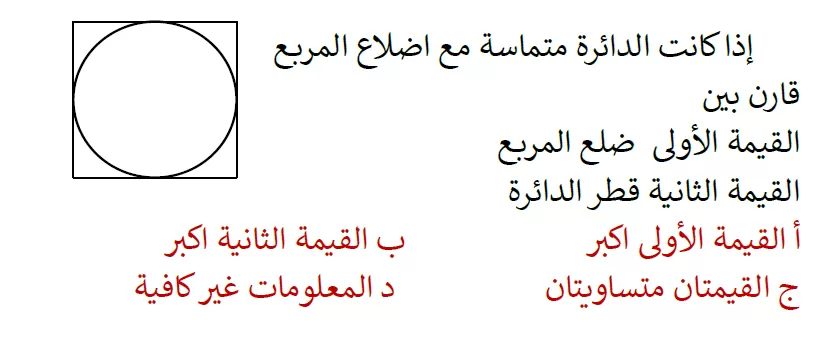 إذا كانت الدائرة متماسة مع اضلاع المربع
قارن بين
القيمة الأولى ضلع المربع
القيمة الثانية قطر الدائرة
أ القيمة الأولى اكبر ب القيمة الثانية اكبر
ج القيمتان متساويتان د المعلومات غير كافية